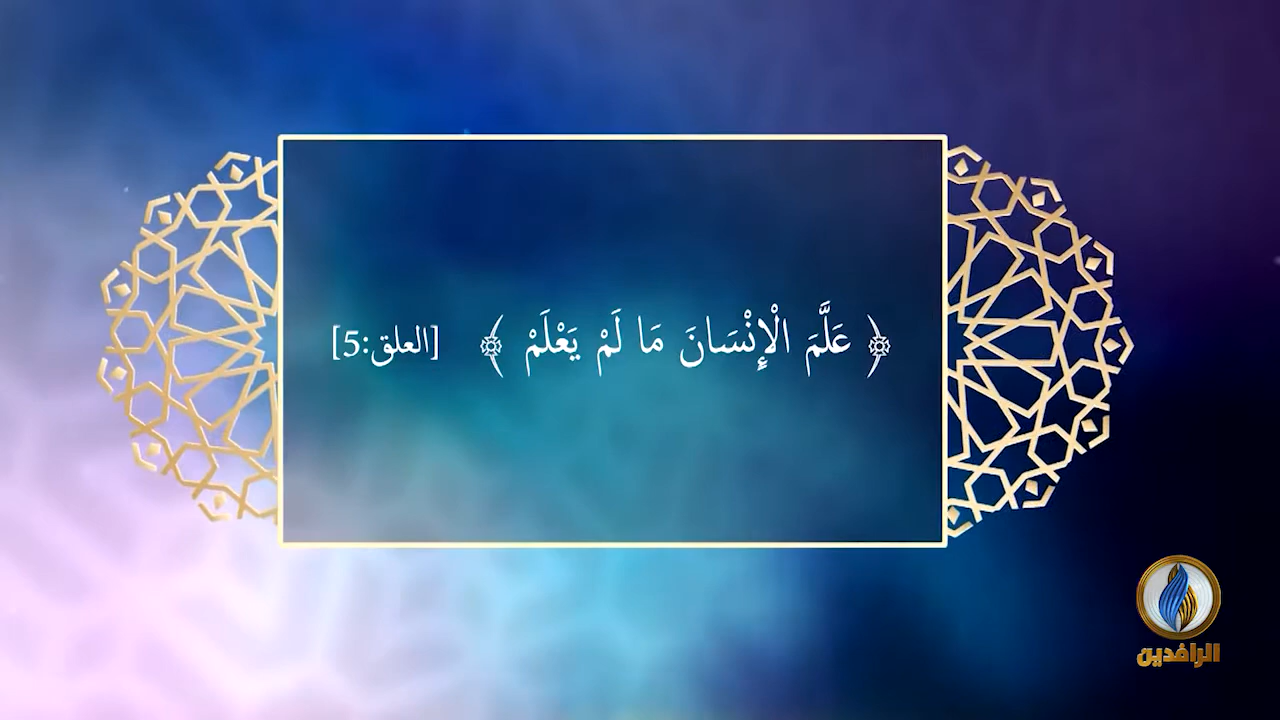 ﴿ عَلَّمَ الْإِنْسَانَ مَا لَمْ يَعْلَمْ ﴾ [العلق:5]
الرافدين